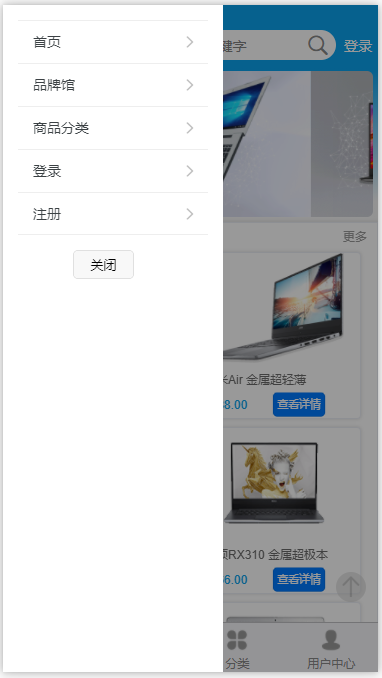 首页
品牌馆
商品分类
登录
注册
关闭
键字
登录
更多
Air 金属超轻薄
8.00
查看详情
RX310 金属超极本
6.00
查看详情
分类
用户中心